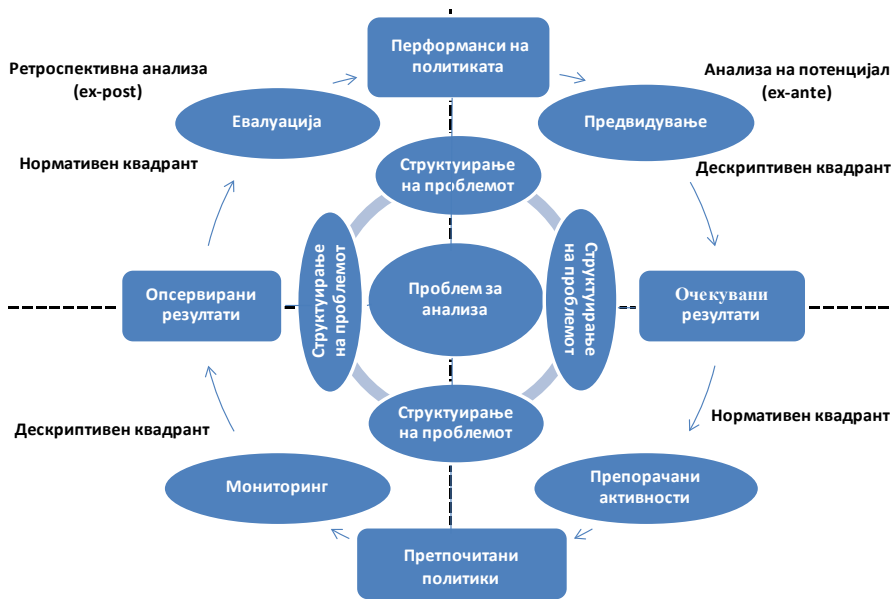 Перформанси на
политиката
Ретроспективна анализа
(ex-post)
Анализа на потенцијал
(ex-ante)
Евалуација
Предвидување
Нормативен квадрант
Дескриптивен квадрант
Структуирање
на проблемот
Структуирање
на проблемот
Структуирање
на проблемот
Опсервирани
резултати
Проблем за
анализа
Очекувани
резултати
Структуирање
на проблемот
Дескриптивен квадрант
Нормативен квадрант
Мониторинг
Препорачани
активности
Претпочитани
политики